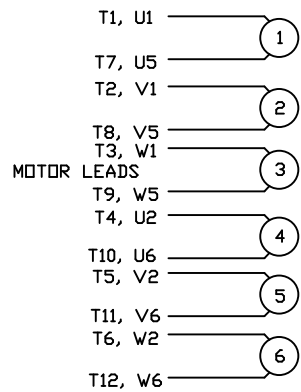 T1, U1
1
T7, U5
T2, V1
2
T8, V5
T3, W1
MOTOR LEADS
3
T9, W5
T4, U2
4
T10, U6
T5, V2
5
T11, V6
T6, W2
6
T12, W6